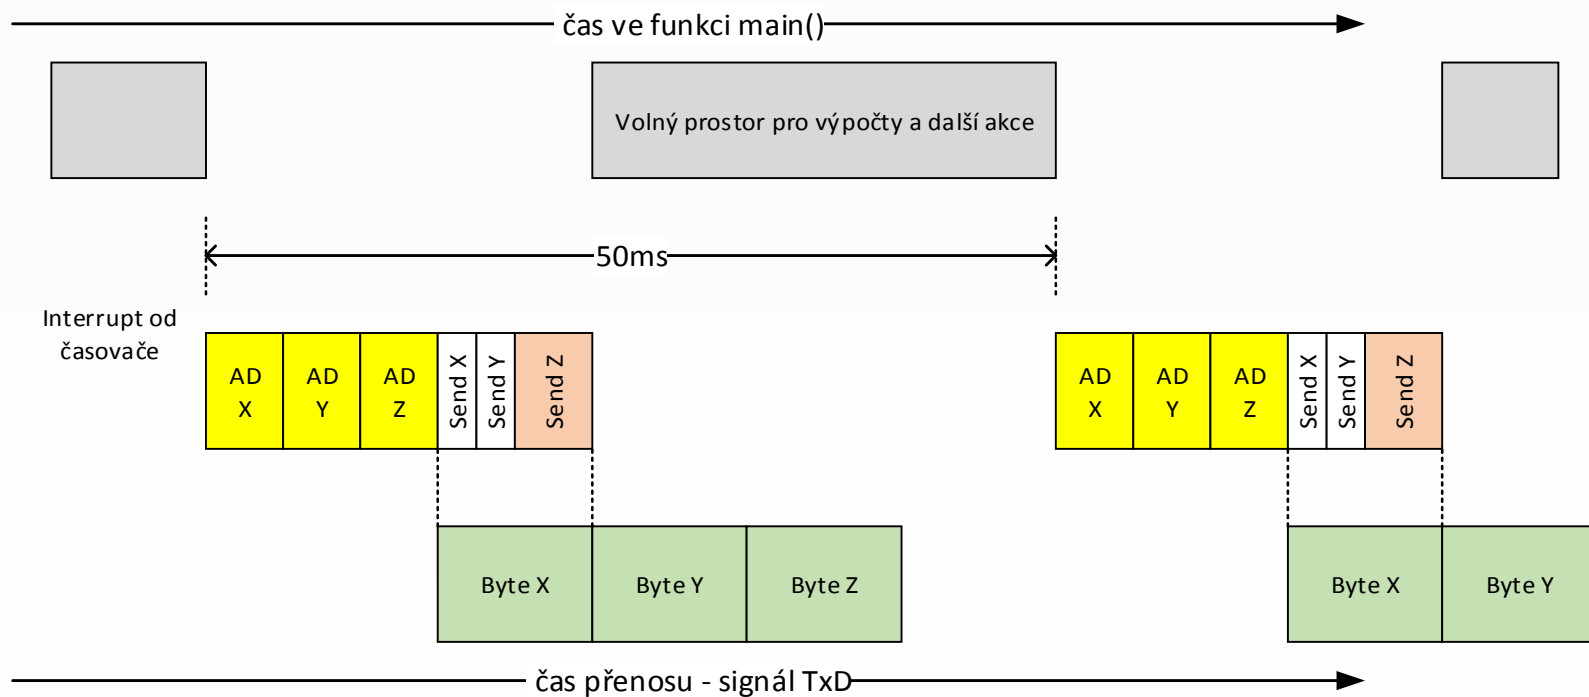 čas ve funkci main()
Volný prostor pro výpočty a další akce
50ms
Interrupt od
časovače
AD
X
AD
Y
AD
Z
Send X
Send Y
Send Z
AD
X
AD
Y
AD
Z
Send X
Send Y
Send Z
Byte X
Byte Y
Byte Z
Byte X
Byte Y
čas přenosu - signál TxD